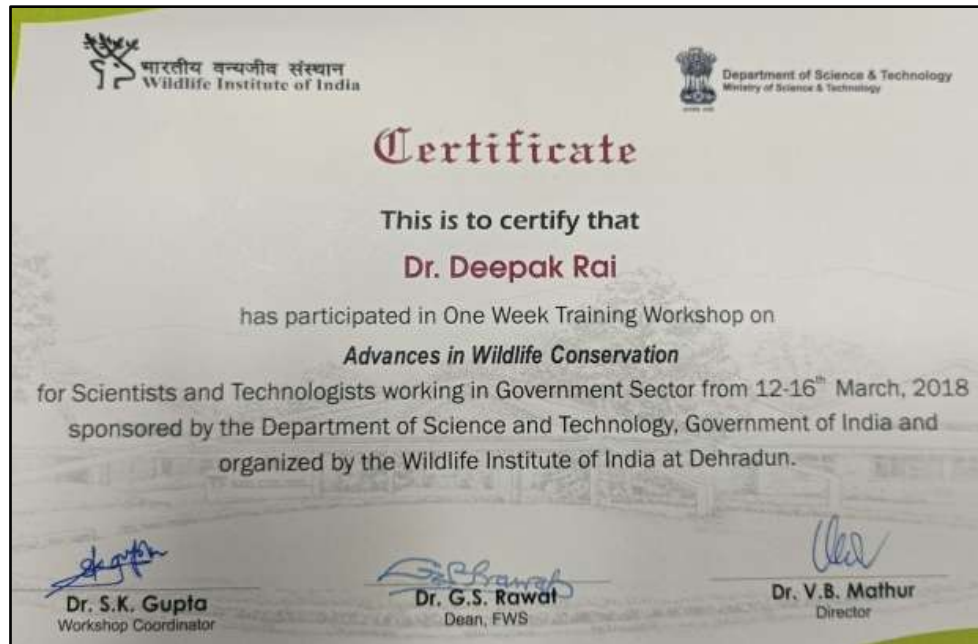 भारतीय वन्यजीव संस्थान
Wildlife Institute of India
Department of Science & Technology
Ministry of Science & Technology
Certificate
This is to certify that
Dr. Deepak Rai
has participated in One Week Training Workshop on
Advances in Wildlife Conservation
for Scientists and Technologists working in Government Sector from 12-16th March, 2018
sponsored by the Department of Science and Technology, Government of India and
organized by the Wildlife Institute of India at Dehradun.
Dr. S.K. Gupta
Workshop Coordinator
Dr. G.S. Rawat
Dean, FWS
Dr. V.B. Mathur
Director